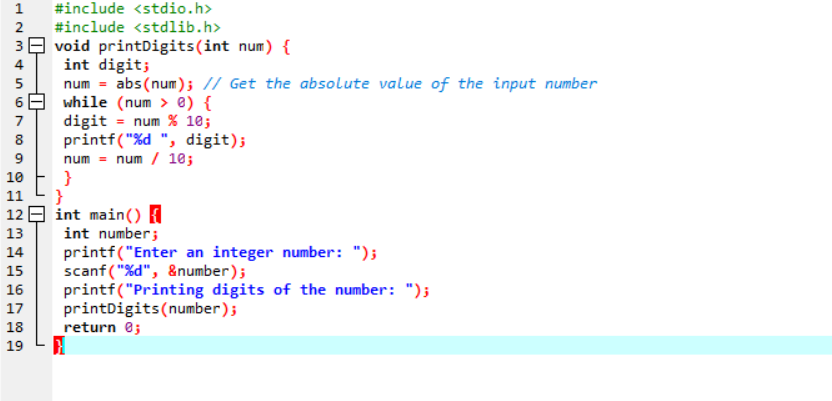 1 #include <stdio.h>
2 #include <stdlib.h>
3 void printDigits(int num) {
4 int digit;
5 num = abs(num); // Get the absolute value of the input number
6 while (num > 0) {
7 digit = num % 10;
8 printf("%d ", digit);
9 num = num / 10;
10 }
11 }
12 int main() {
13 int number;
14 printf("Enter an integer number: ");
15 scanf("%d", &number);
16 printf("Printing digits of the number: ");
17 printDigits(number);
18 return 0;
19 }